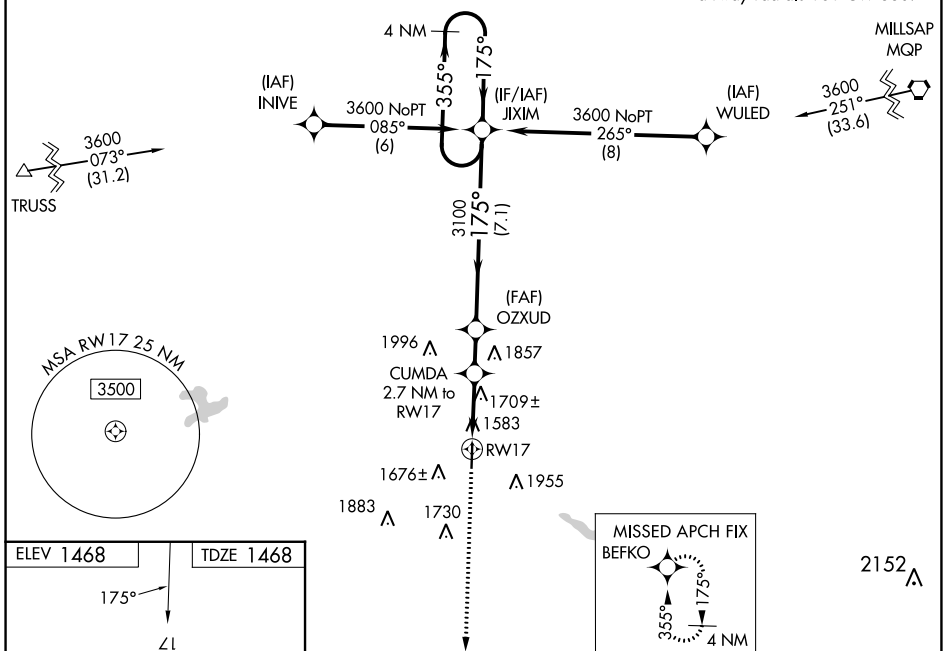 4 NM
355°
175°
MILLSAP
MQP
3600
251°
(33.6)
(IAF)
INIVE
3600 NoPT
085°
(6)
(IF/IAF)
JIXIM
3600 NoPT
265°
(8)
(IAF)
WULED
3600
073°
(31.2)
TRUSS
3100
175°
(7.1)
(FAF)
OZXUD
1996
1857
CUMDA
2.7 NM to
RW17
1709±
1583
RW17
MSA RW17 25 NM
3500
1676±
1955
1883
1730
MISSED APCH FIX
BEFKO
355°
175°
4 NM
2152
ELEV 1468
TDZE 1468
175°
17